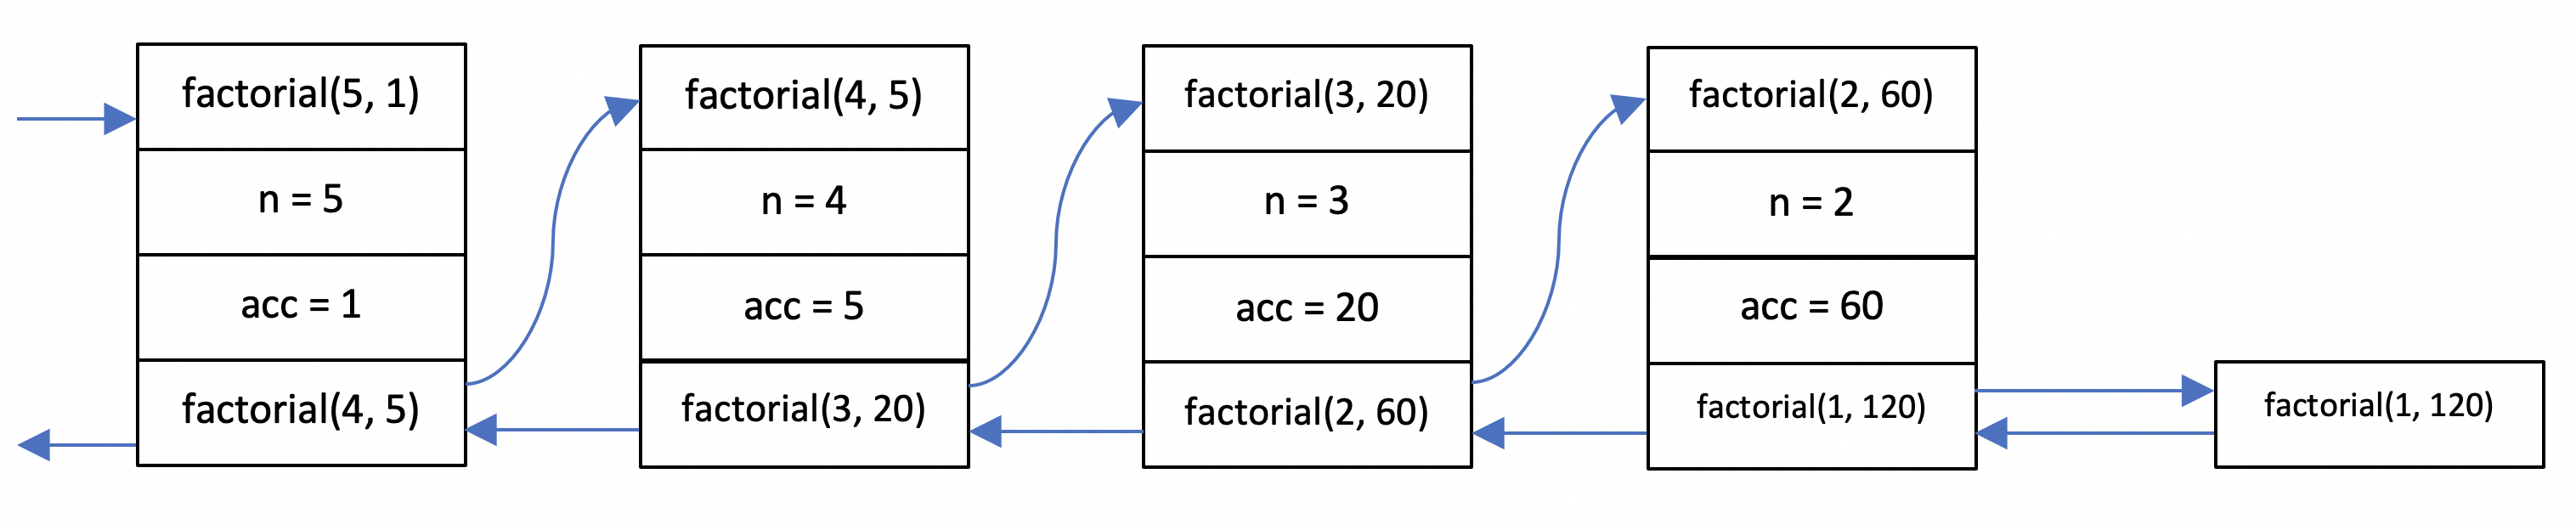 factorial(5, 1)
n = 5
acc = 1
factorial(4, 5)
factorial(4, 5)
n = 4
acc = 5
factorial(3, 20)
factorial(3, 20)
n = 3
acc = 20
factorial(2, 60)
factorial(2, 60)
n = 2
acc = 60
factorial(1, 120)
factorial(1, 120)